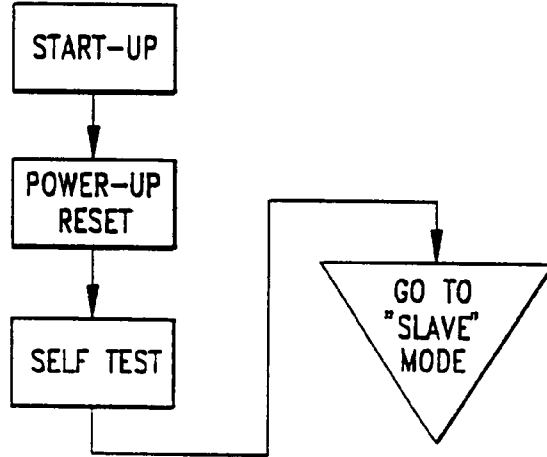 START-UP
POWER-UP
RESET
SELF TEST
GO TO
"SLAVE"
MODE